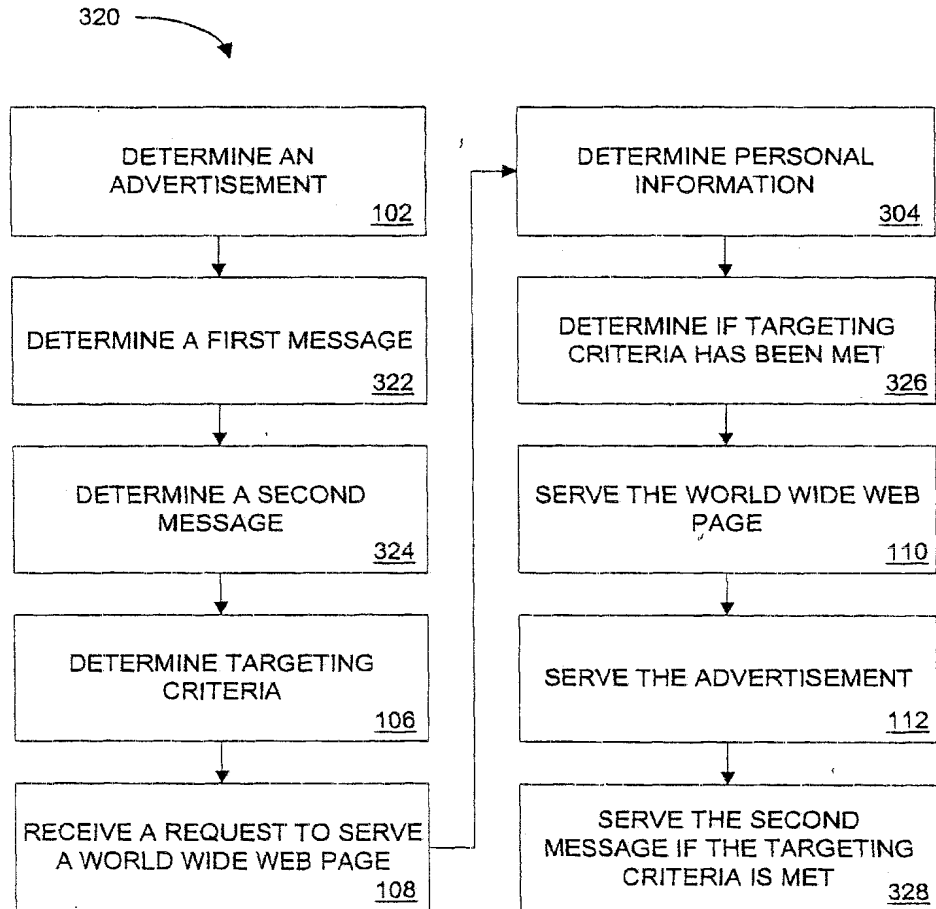 320
DETERMINE AN
ADVERTISEMENT
102
DETERMINE A FIRST MESSAGE
322
DETERMINE A SECOND
MESSAGE
324
DETERMINE TARGETING
CRITERIA
106
RECEIVE A REQUEST TO SERVE
A WORLD WIDE WEB PAGE
108
DETERMINE PERSONAL
INFORMATION
304
DETERMINE IF TARGETING
CRITERIA HAS BEEN MET
326
SERVE THE WORLD WIDE WEB
PAGE
110
SERVE THE ADVERTISEMENT
112
SERVE THE SECOND
MESSAGE IF THE TARGETING
CRITERIA IS MET
328